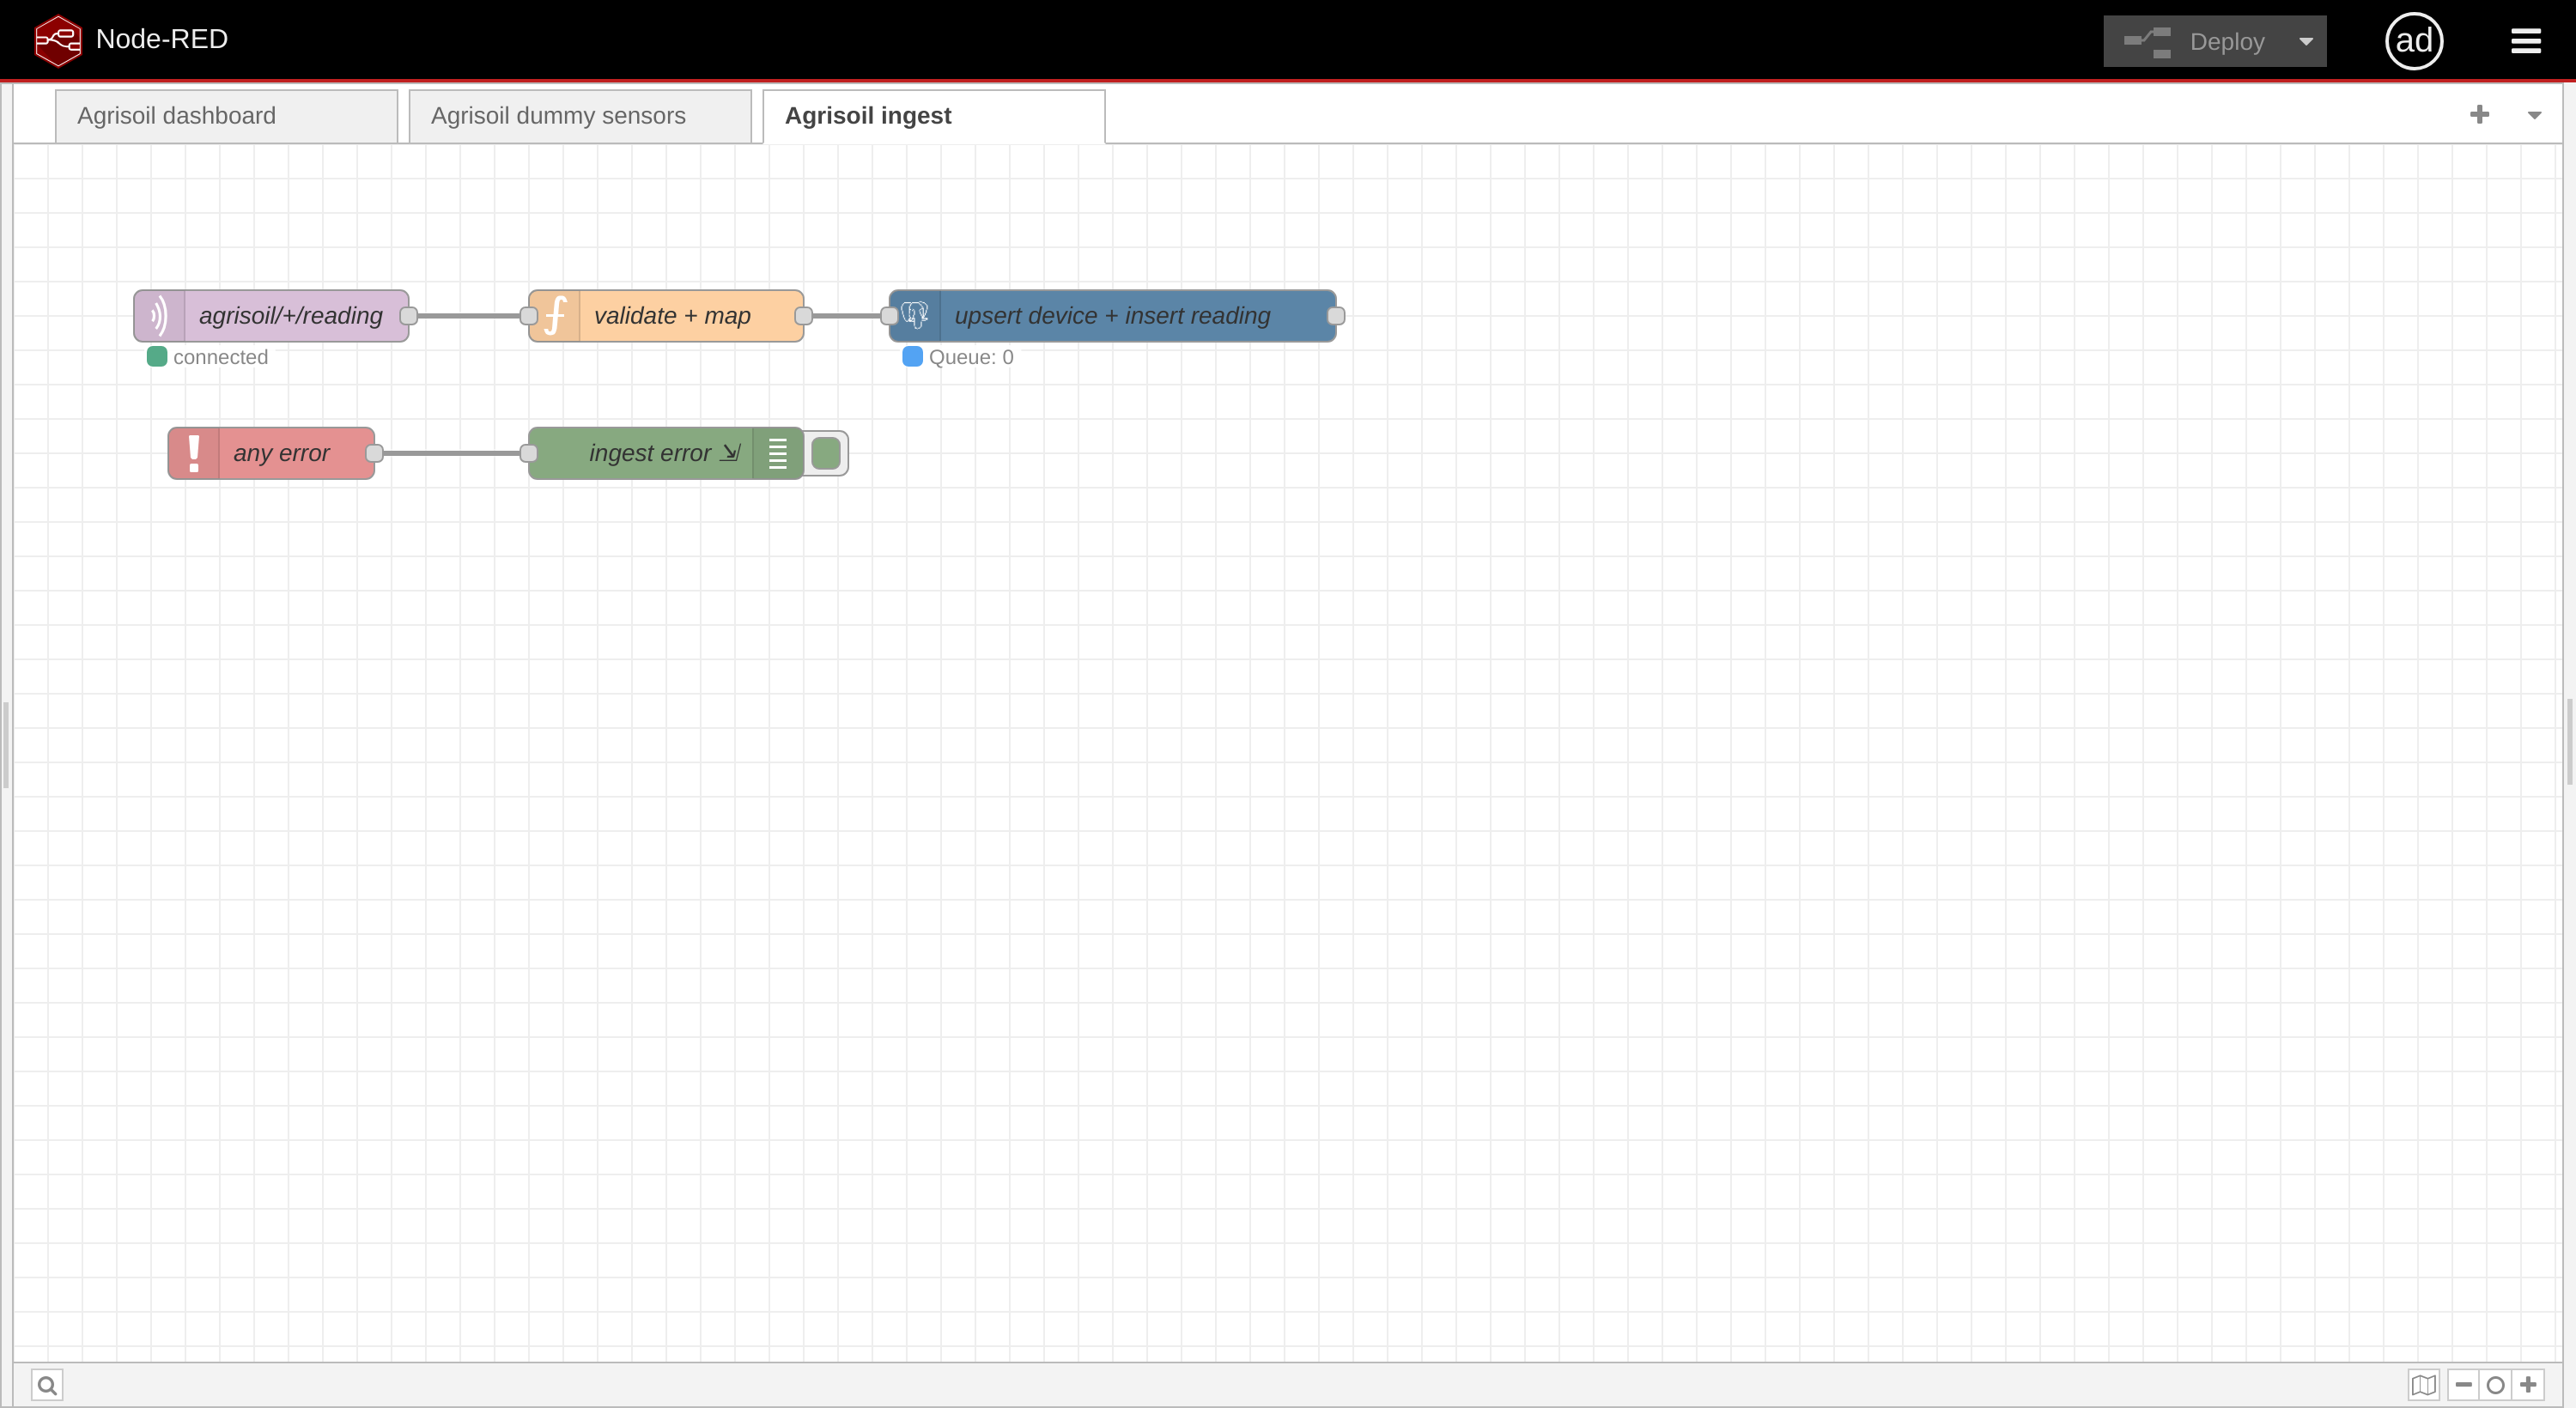 Node-RED
Deploy
ad
Agrisoil dashboard
Agrisoil dummy sensors
Agrisoil ingest
agrisoil/+/reading
validate + map
upsert device + insert reading
connected
Queue: 0
any error
ingest error ⇲